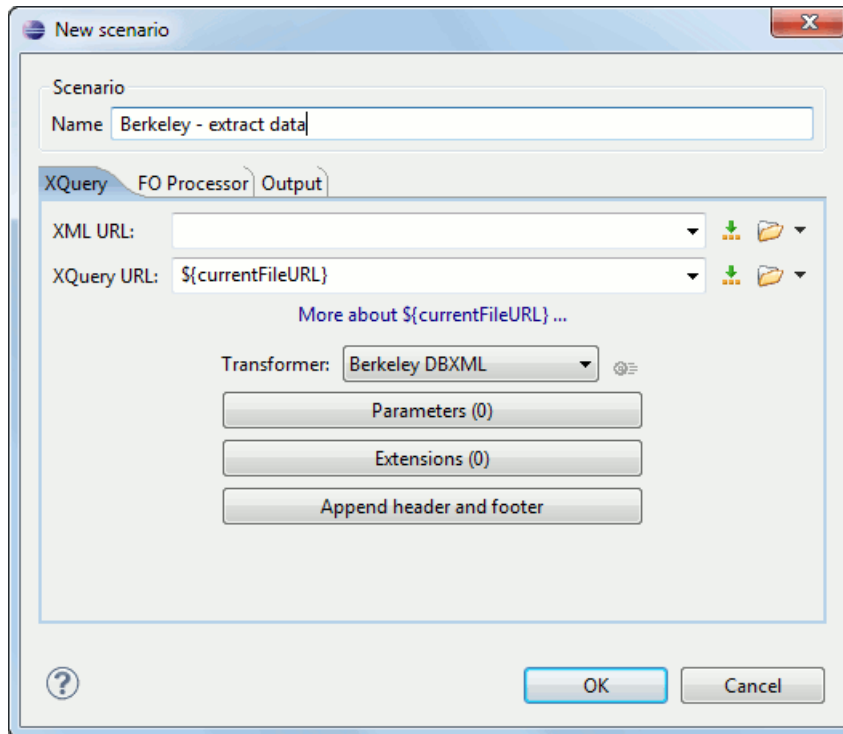 New scenario
Scenario
Name Berkeley - extract data
XQuery FO Processor Output
XML URL:
XQuery URL: ${currentFileURL}
More about ${currentFileURL} ...
Transformer: Berkeley DBXML
Parameters (0)
Extensions (0)
Append header and footer
? OK Cancel